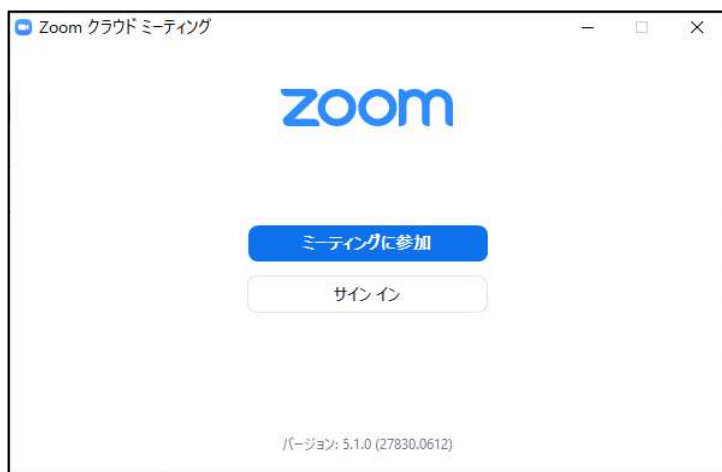 Zoom クラウド ミーティング
zoom
ミーティングに参加
サイン イン
バージョン: 5.1.0 (27830.0612)